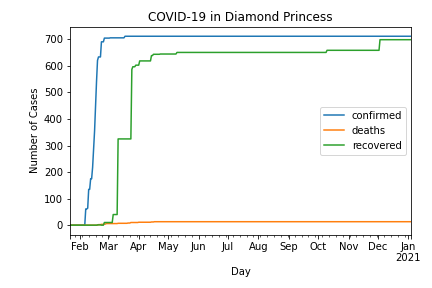 COVID-19 in Diamond Princess
Number of Cases
700
600
500
400
300
200
100
0
confirmed
deaths
recovered
Feb Mar Apr May Jun Jul Aug Sep Oct Nov Dec Jan
2021
Day